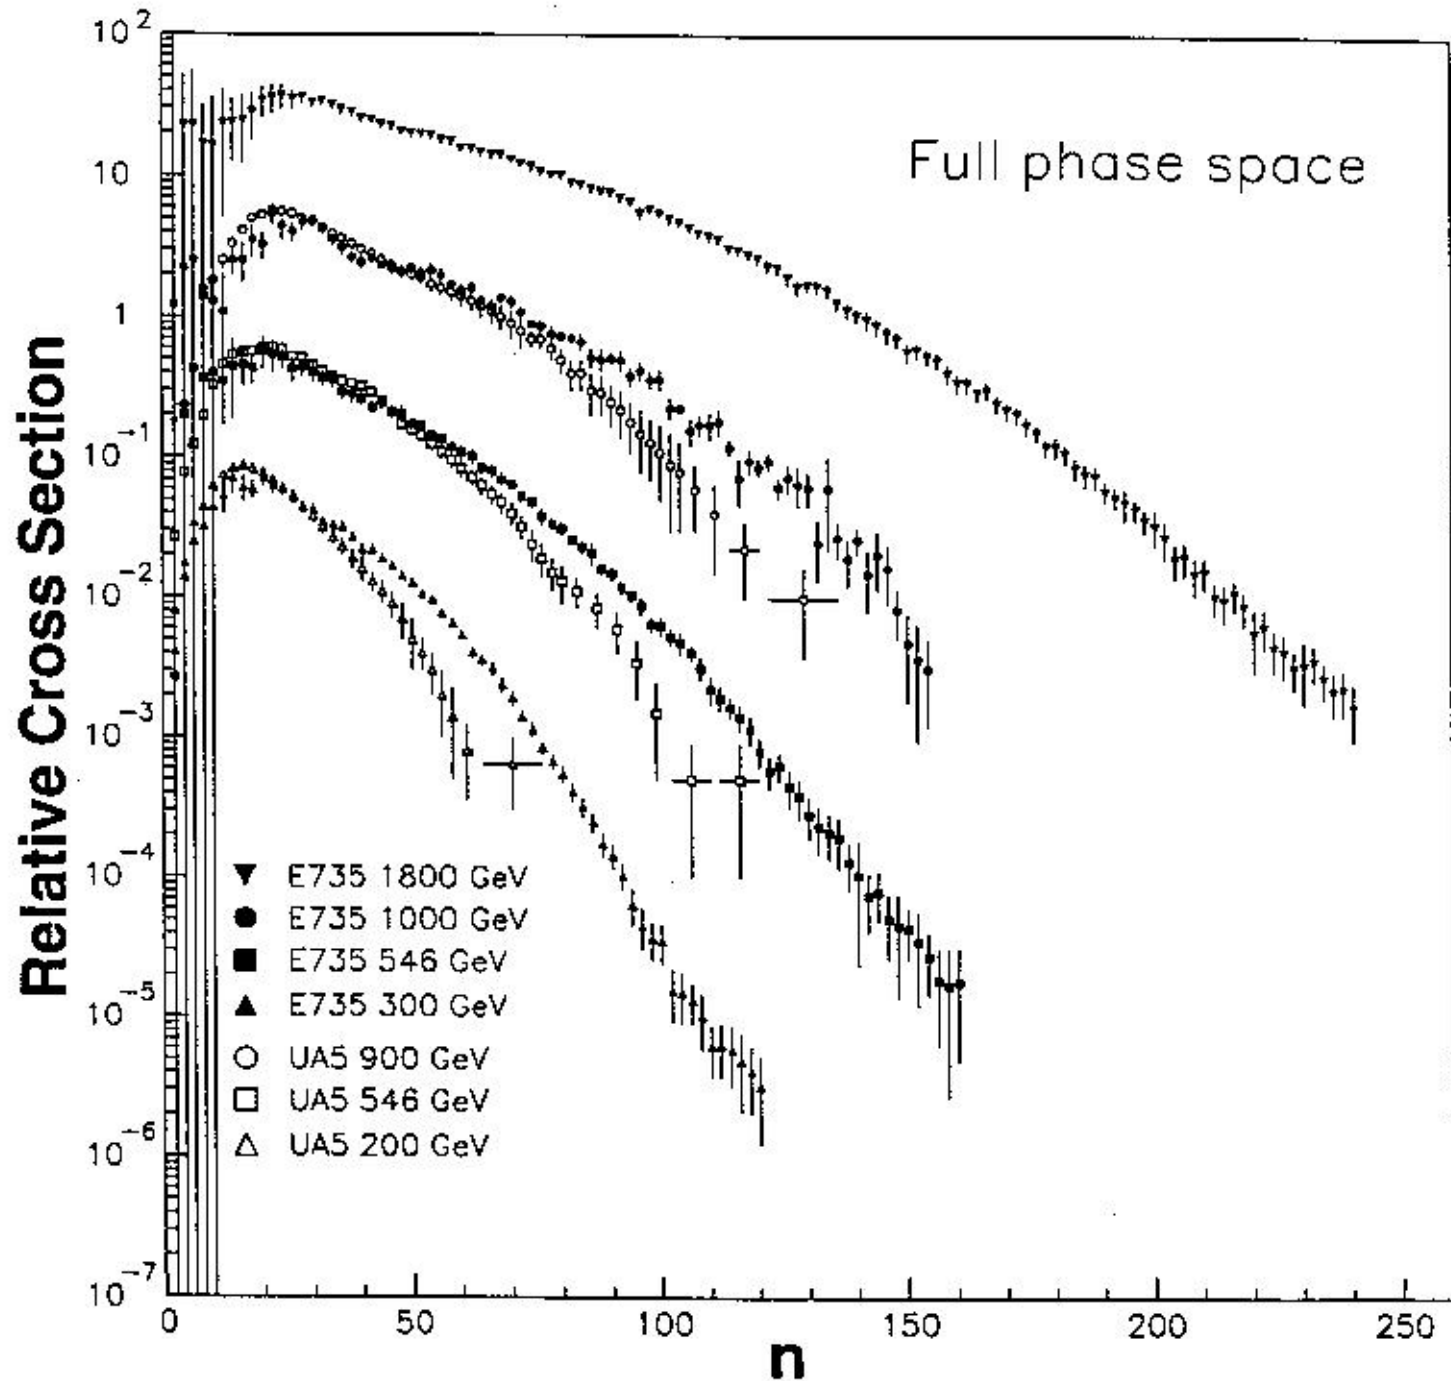 Full phase space
Relative Cross Section
10^2
10
1
10^-1
10^-2
10^-3
10^-4
10^-5
10^-6
10^-7
E735 1800 GeV
E735 1000 GeV
E735 546 GeV
E735 300 GeV
UA5 900 GeV
UA5 546 GeV
UA5 200 GeV
0 50 100 150 200 250
n